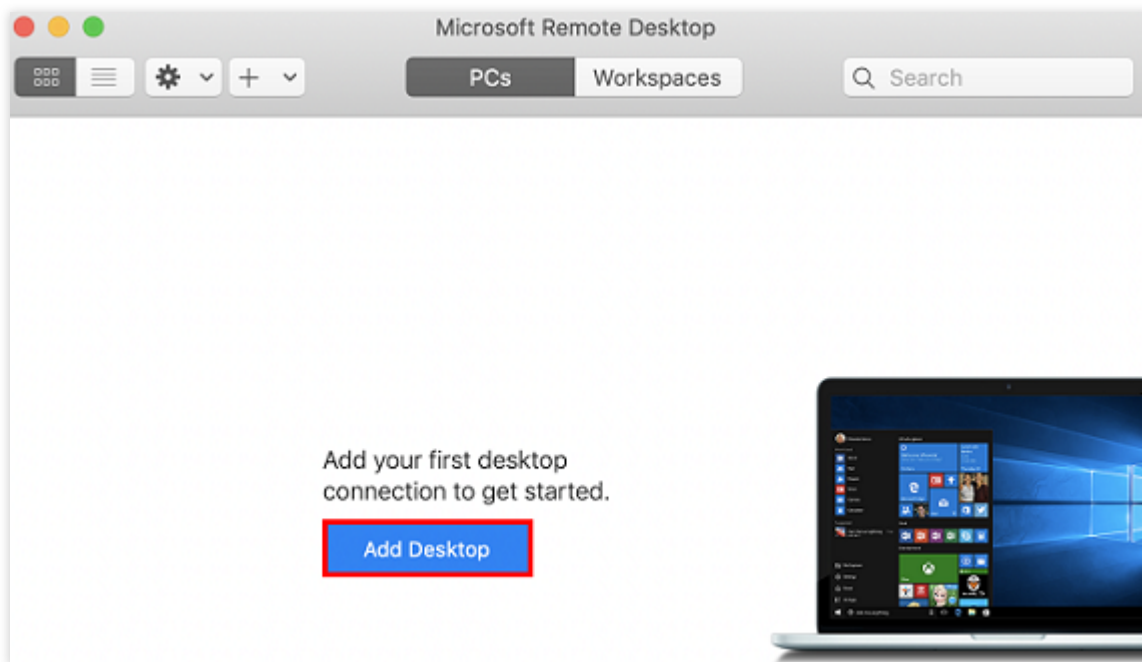 Microsoft Remote Desktop
PCs
Workspaces
Search
Add your first desktop
connection to get started.
Add Desktop